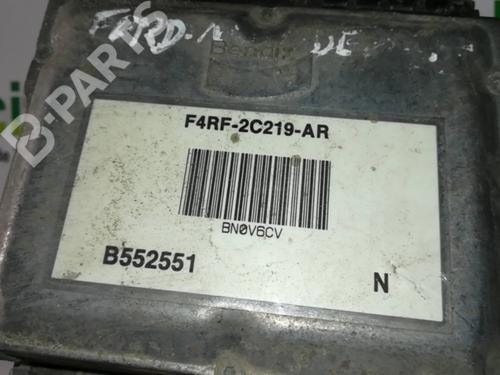 Bendix
F4RF-2C219-AR
BN0V6CV
B552551
N
B-PARTS